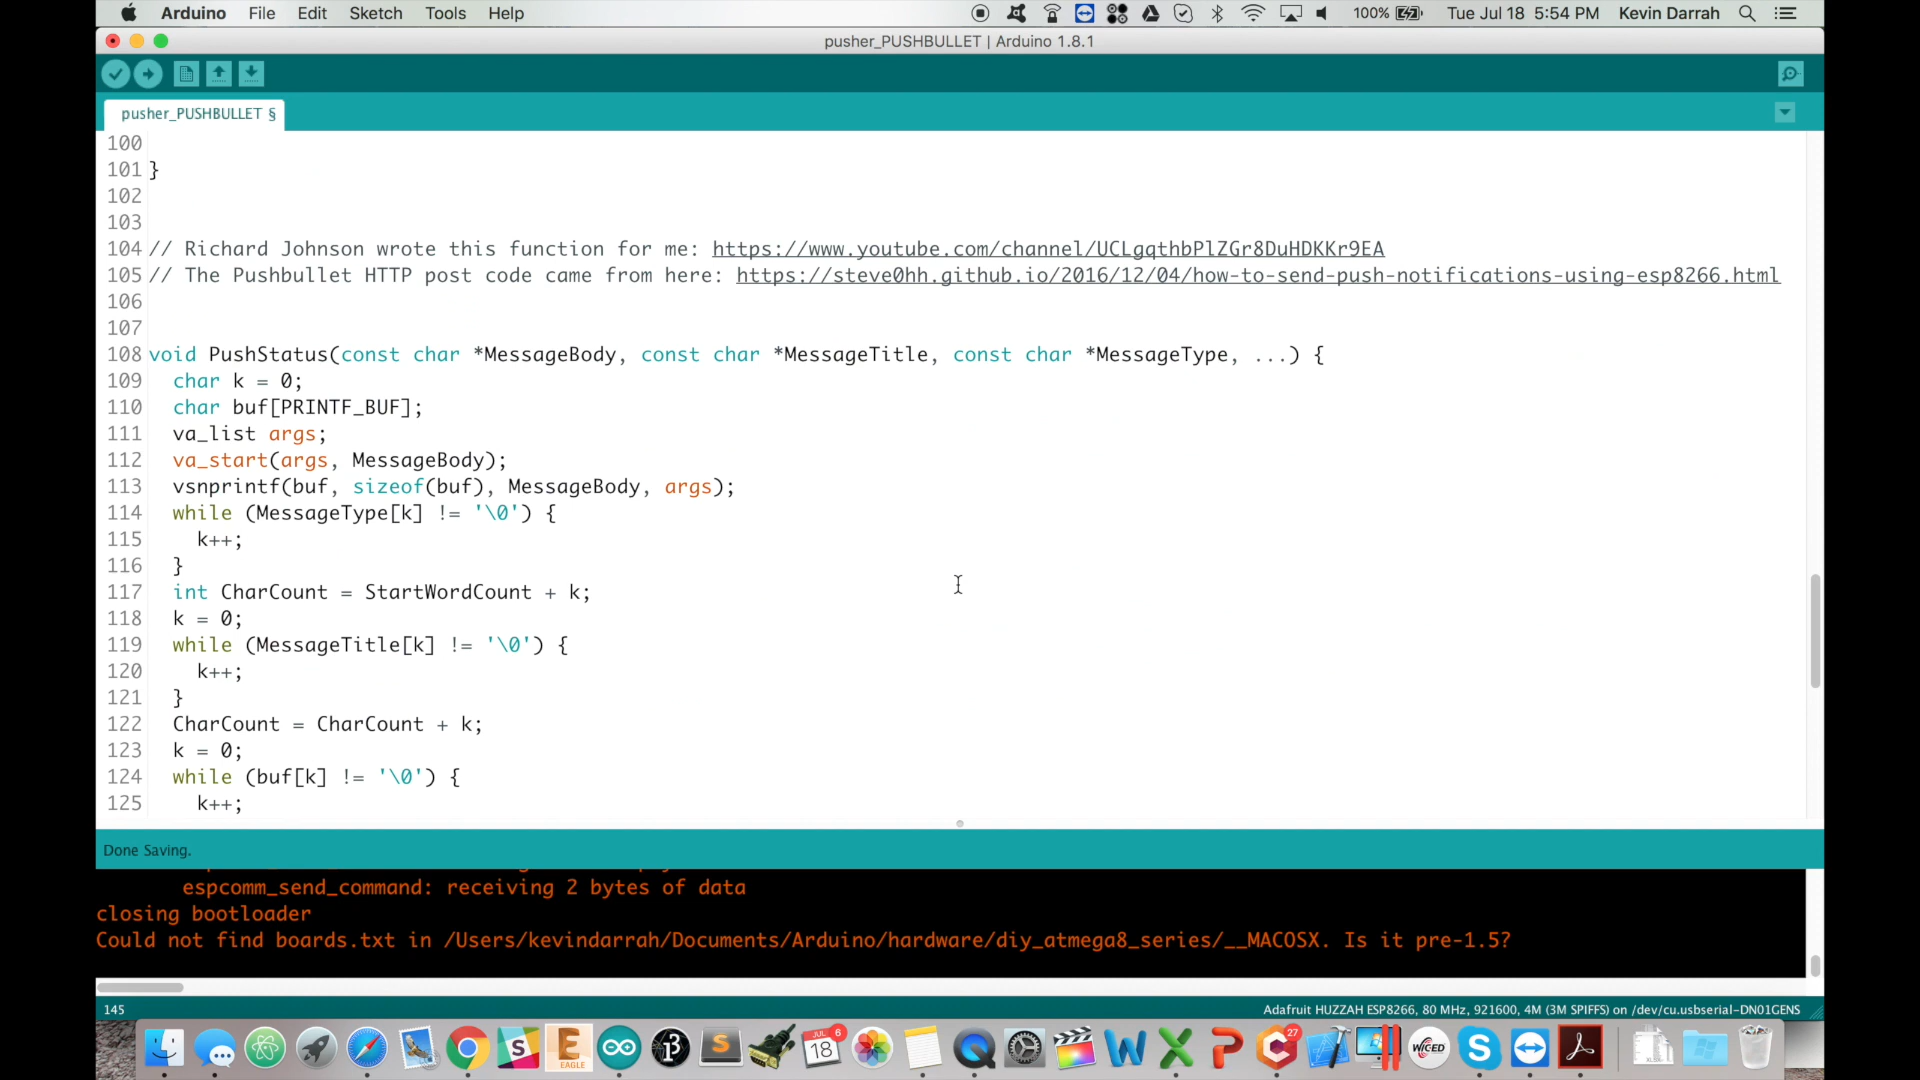 Arduino File Edit Sketch Tools Help 100% Tue Jul 18 5:54 PM Kevin Darrah
pusher_PUSHBULLET | Arduino 1.8.1
pusher_PUSHBULLET §
100
101 }
102
103
104 // Richard Johnson wrote this function for me: https://www.youtube.com/channel/UCLgqthbPlZGr8DuHDKKr9EA
105 // The Pushbullet HTTP post code came from here: https://steve0hh.github.io/2016/12/04/how-to-send-push-notifications-using-esp8266.html
106
107
108 void PushStatus(const char *MessageBody, const char *MessageTitle, const char *MessageType, ...) {
109 char k = 0;
110 char buf[PRINTF_BUF];
111 va_list args;
112 va_start(args, MessageBody);
113 vsnprintf(buf, sizeof(buf), MessageBody, args);
114 while (MessageType[k] != '\0') {
115 k++;
116 }
117 int CharCount = StartWordCount + k;
118 k = 0;
119 while (MessageTitle[k] != '\0') {
120 k++;
121 }
122 CharCount = CharCount + k;
123 k = 0;
124 while (buf[k] != '\0') {
125 k++;
Done Saving.
espcomm_send_command: receiving 2 bytes of data
closing bootloader
Could not find boards.txt in /Users/kevindarrah/Documents/Arduino/hardware/diy_atmega8_series/__MACOSX. Is it pre-1.5?
145 Adafruit HUZZAH ESP8266, 80 MHz, 921600, 4M (3M SPIFFS) on /dev/cu.usbserial-DN01GENS
JUL 18 6
EAGLE
27
WICED